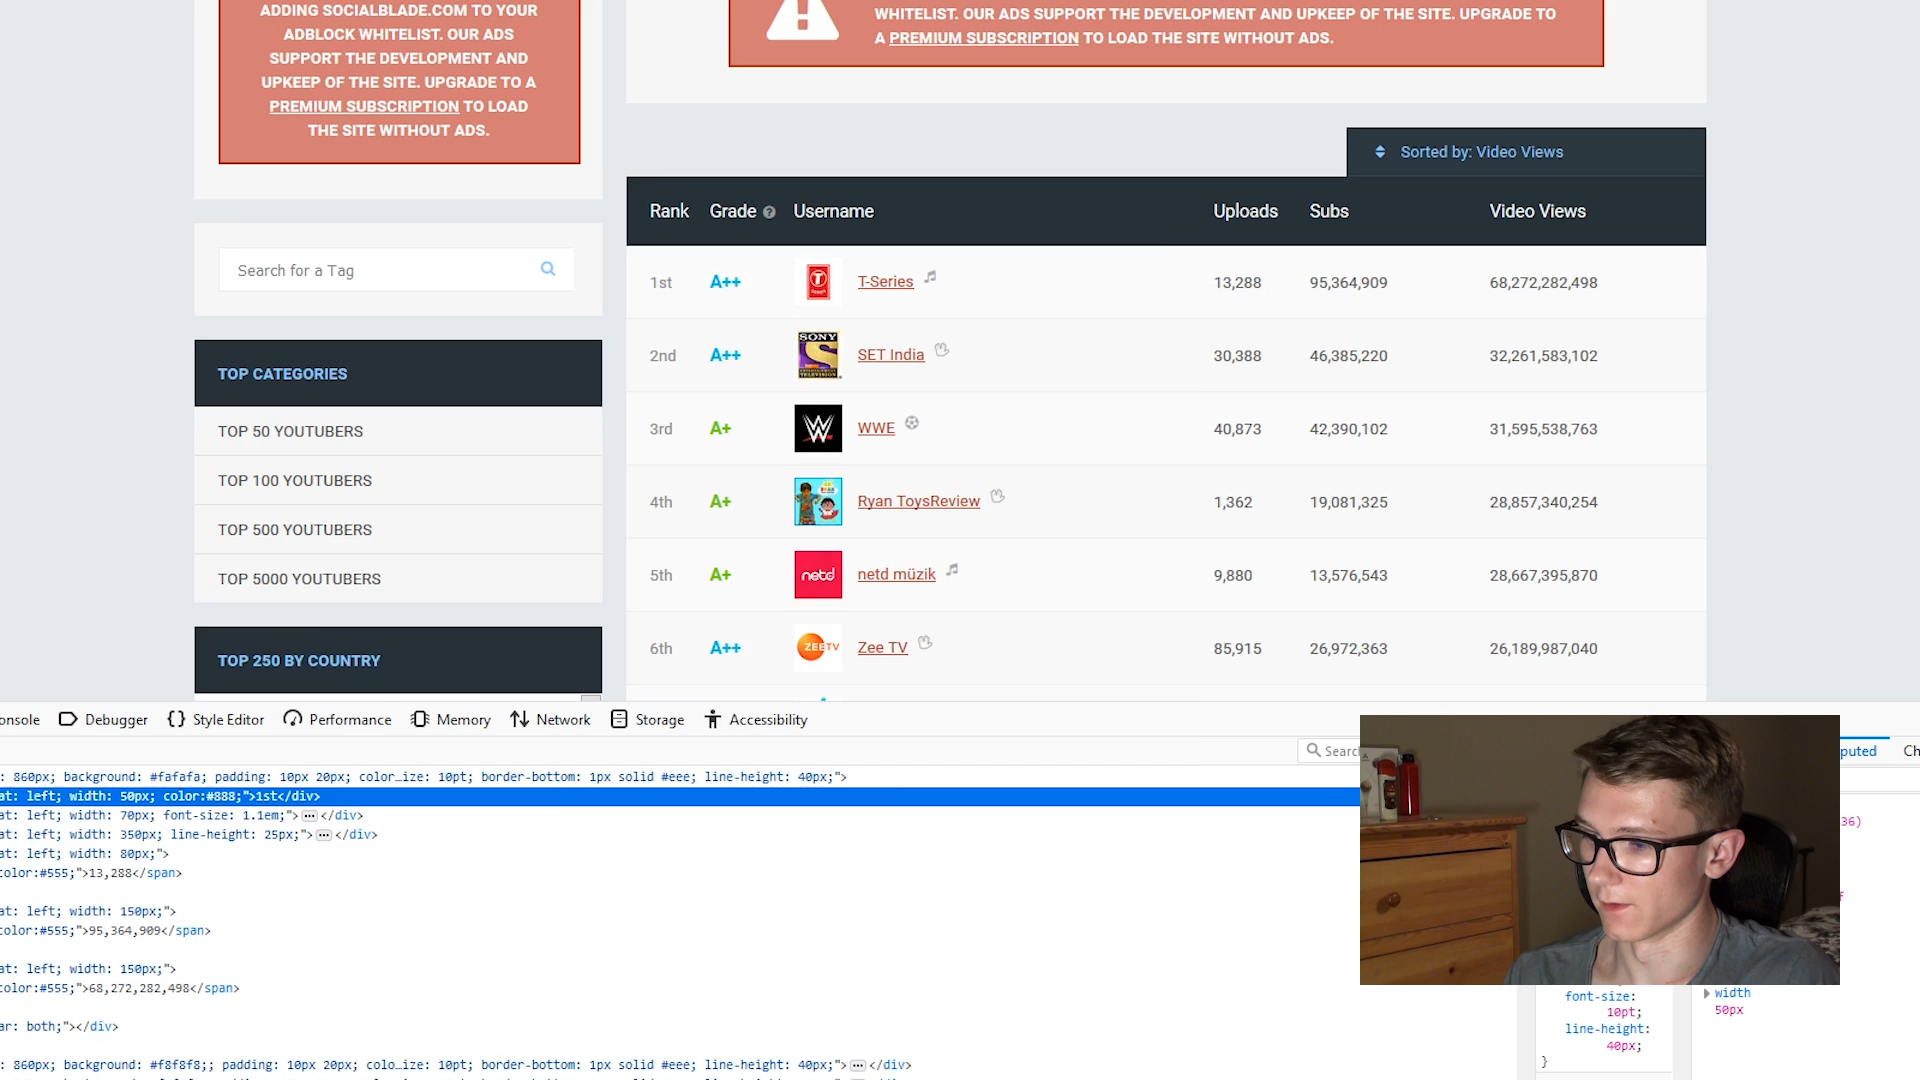 ADDING SOCIALBLADE.COM TO YOUR
ADBLOCK WHITELIST. OUR ADS
SUPPORT THE DEVELOPMENT AND
UPKEEP OF THE SITE. UPGRADE TO A
PREMIUM SUBSCRIPTION TO LOAD
THE SITE WITHOUT ADS.
WHITELIST. OUR ADS SUPPORT THE DEVELOPMENT AND UPKEEP OF THE SITE. UPGRADE TO
A PREMIUM SUBSCRIPTION TO LOAD THE SITE WITHOUT ADS.
Search for a Tag
TOP CATEGORIES
TOP 50 YOUTUBERS
TOP 100 YOUTUBERS
TOP 500 YOUTUBERS
TOP 5000 YOUTUBERS
TOP 250 BY COUNTRY
Sorted by: Video Views
Rank Grade ? Username Uploads Subs Video Views
1st A++ T-Series 13,288 95,364,909 68,272,282,498
2nd A++ SONY SET India 30,388 46,385,220 32,261,583,102
3rd A+ WWE 40,873 42,390,102 31,595,538,763
4th A+ Ryan ToysReview 1,362 19,081,325 28,857,340,254
5th A+ netd netd müzik 9,880 13,576,543 28,667,395,870
6th A++ ZEE TV Zee TV 85,915 26,972,363 26,189,987,040
onsole Debugger {} Style Editor Performance Memory Network Storage Accessibility
Searc
puted Ch
: 860px; background: #fafafa; padding: 10px 20px; color…ize: 10pt; border-bottom: 1px solid #eee; line-height: 40px;">
at: left; width: 50px; color:#888;">1st</div>
at: left; width: 70px; font-size: 1.1em;">…</div>
at: left; width: 350px; line-height: 25px;">…</div>
at: left; width: 80px;">
color:#555;">13,288</span>
at: left; width: 150px;">
color:#555;">95,364,909</span>
at: left; width: 150px;">
color:#555;">68,272,282,498</span>
ar: both;"></div>
: 860px; background: #f8f8f8;; padding: 10px 20px; colo…ize: 10pt; border-bottom: 1px solid #eee; line-height: 40px;">…</div>
36)
font-size:
10pt;
line-height:
40px;
}
width
50px